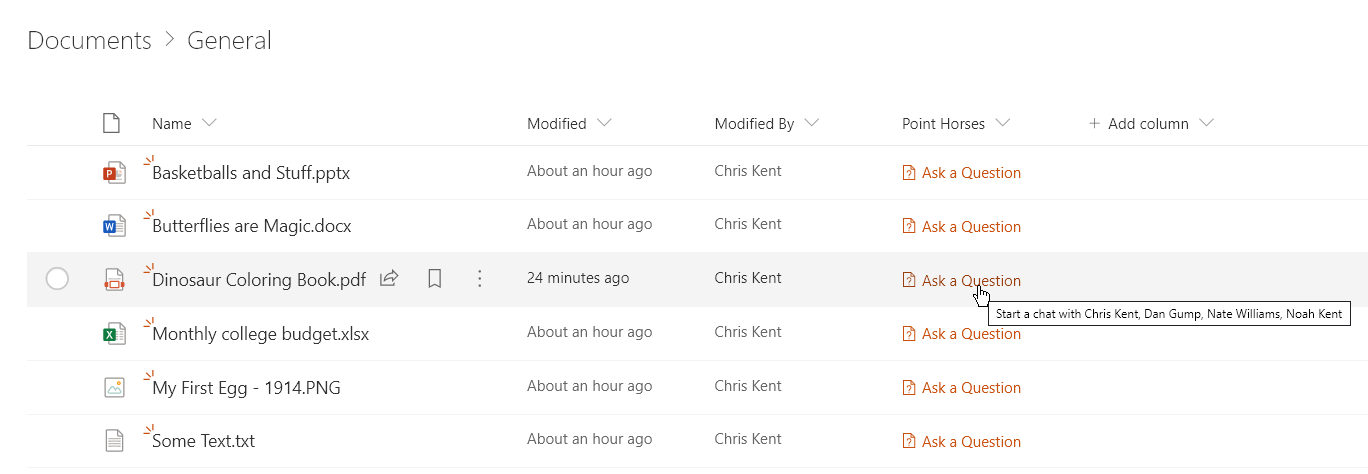 Documents > General
Name Modified Modified By Point Horses + Add column
Basketballs and Stuff.pptx About an hour ago Chris Kent Ask a Question
Butterflies are Magic.docx About an hour ago Chris Kent Ask a Question
Dinosaur Coloring Book.pdf 24 minutes ago Chris Kent Ask a Question
Start a chat with Chris Kent, Dan Gump, Nate Williams, Noah Kent
Monthly college budget.xlsx About an hour ago Chris Kent Ask a Question
My First Egg - 1914.PNG About an hour ago Chris Kent Ask a Question
Some Text.txt About an hour ago Chris Kent Ask a Question